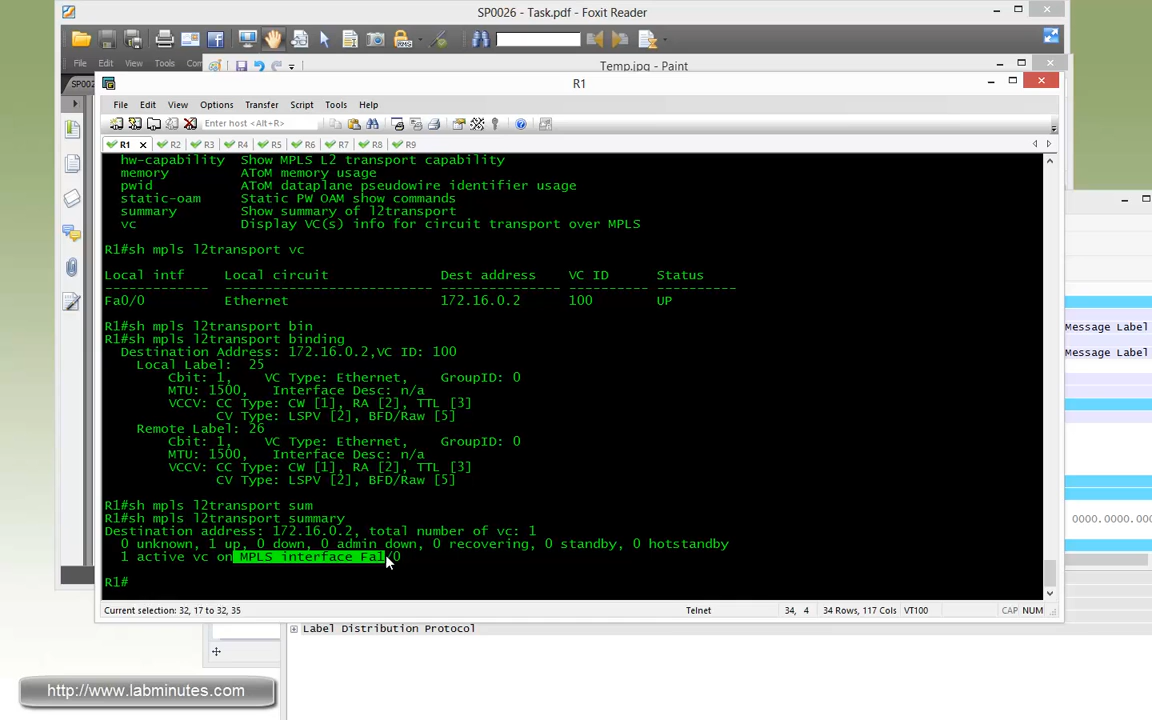 SP0026 - Task.pdf - Foxit Reader
File Edit View Tools Co
Temp.jpg - Paint
SP002
R1
File Edit View Options Transfer Script Tools Help
Enter host <Alt+R>
R1 R2 R3 R4 R5 R6 R7 R8 R9
hw-capability Show MPLS L2 transport capability
memory AToM memory usage
pwid AToM dataplane pseudowire identifier usage
static-oam Static PW OAM show commands
summary Show summary of l2transport
vc Display VC(s) info for circuit transport over MPLS
R1#sh mpls l2transport vc
Local intf Local circuit Dest address VC ID Status
------------- -------------------------- --------------- ---------- ----------
Fa0/0 Ethernet 172.16.0.2 100 UP
R1#sh mpls l2transport bin
R1#sh mpls l2transport binding
Destination Address: 172.16.0.2,VC ID: 100
Local Label: 25
Cbit: 1, VC Type: Ethernet, GroupID: 0
MTU: 1500, Interface Desc: n/a
VCCV: CC Type: CW [1], RA [2], TTL [3]
CV Type: LSPV [2], BFD/Raw [5]
Remote Label: 26
Cbit: 1, VC Type: Ethernet, GroupID: 0
MTU: 1500, Interface Desc: n/a
VCCV: CC Type: CW [1], RA [2], TTL [3]
CV Type: LSPV [2], BFD/Raw [5]
R1#sh mpls l2transport sum
R1#sh mpls l2transport summary
Destination address: 172.16.0.2, total number of vc: 1
0 unknown, 1 up, 0 down, 0 admin down, 0 recovering, 0 standby, 0 hotstandby
1 active vc on MPLS interface Fa1/0
R1#
Current selection: 32, 17 to 32, 35 Telnet 34, 4 34 Rows, 117 Cols VT100 CAP NUM
Message Label
Message Label
0000.0000.
Label Distribution Protocol
http://www.labminutes.com